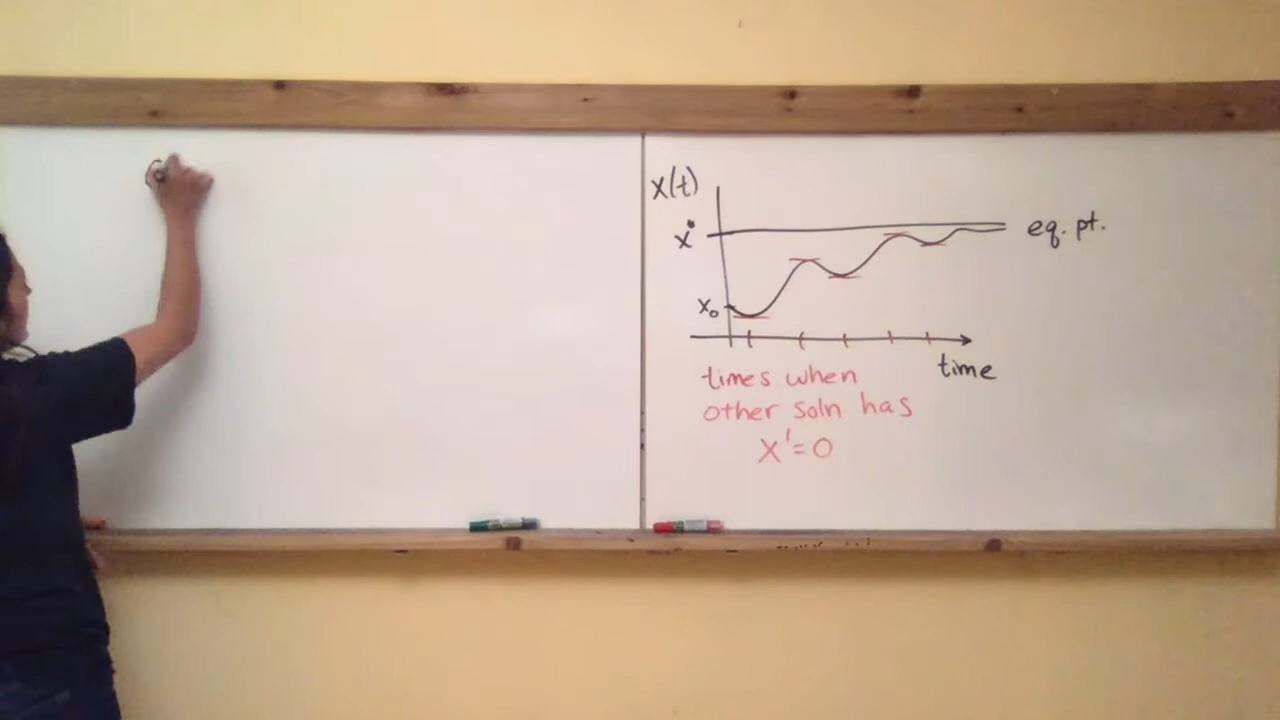 x(t)
x*
eq. pt.
x₀
time
times when
other soln has
x'=0